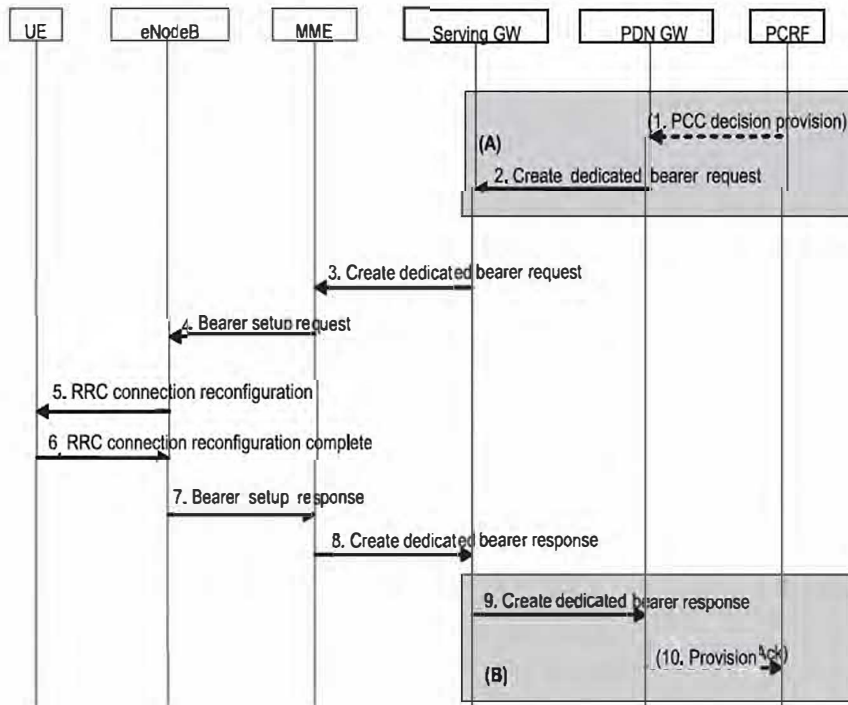 UE eNodeB MME Serving GW PDN GW PCRF
(1. PCC decision provision)
(A)
2. Create dedicated bearer request
3. Create dedicated bearer request
4. Bearer setup request
5. RRC connection reconfiguration
6. RRC connection reconfiguration complete
7. Bearer setup response
8. Create dedicated bearer response
9. Create dedicated bearer response
(10. Provision Ack)
(B)